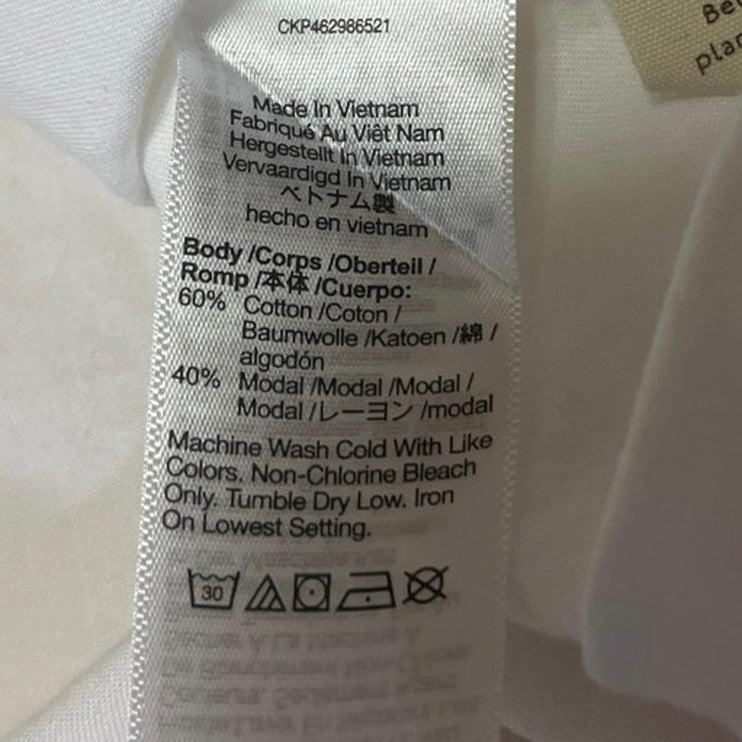 CKP462986521
Made In Vietnam
Fabriqué Au Viêt Nam
Hergestellt In Vietnam
Vervaardigd In Vietnam
ベトナム製
hecho en vietnam
Body /Corps /Oberteil /
Romp /本体 /Cuerpo:
60% Cotton /Coton /
Baumwolle /Katoen /綿 /
algodón
40% Modal /Modal /Modal /
Modal /レーヨン /modal
Machine Wash Cold With Like
Colors. Non-Chlorine Bleach
Only. Tumble Dry Low. Iron
On Lowest Setting.
30